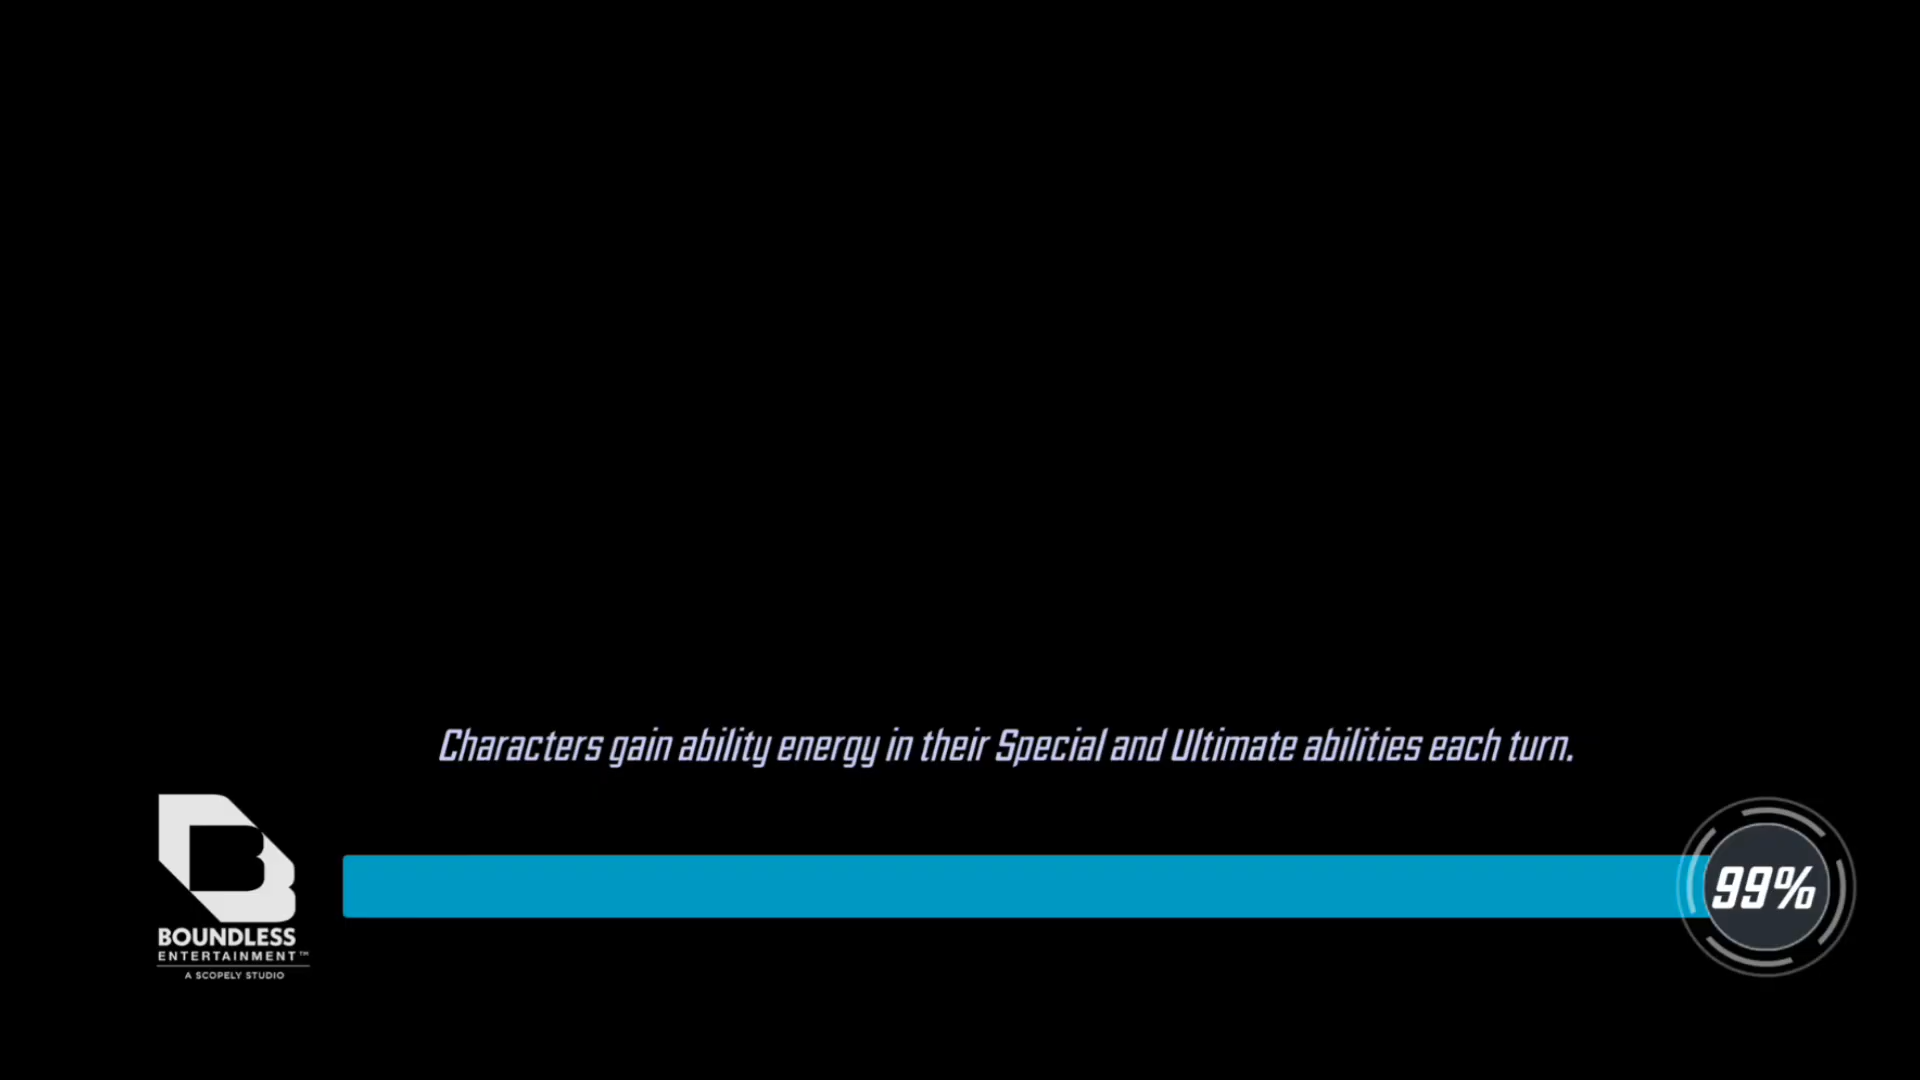 Characters gain ability energy in their Special and Ultimate abilities each turn.
99%
BOUNDLESS
ENTERTAINMENT™
A SCOPELY STUDIO